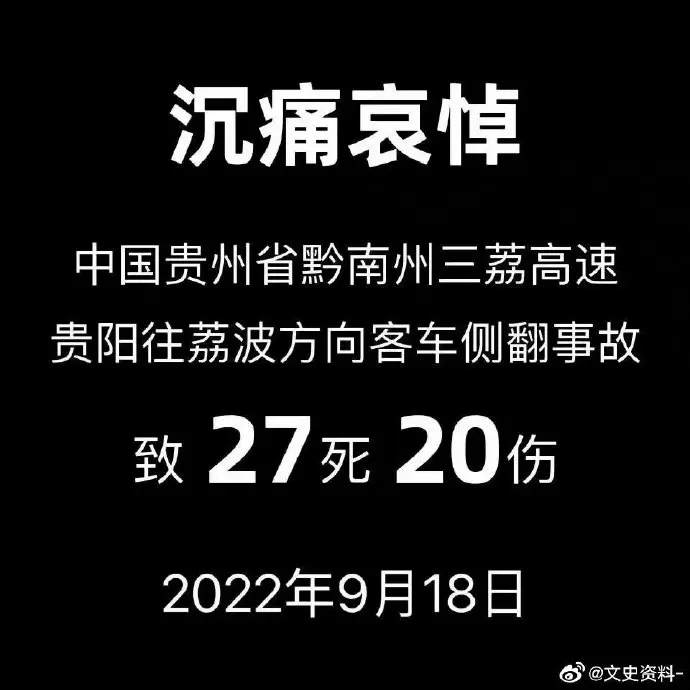 沉痛哀悼
中国贵州省黔南州三荔高速
贵阳往荔波方向客车侧翻事故
致 27死 20伤
2022年9月18日
@文史资料-